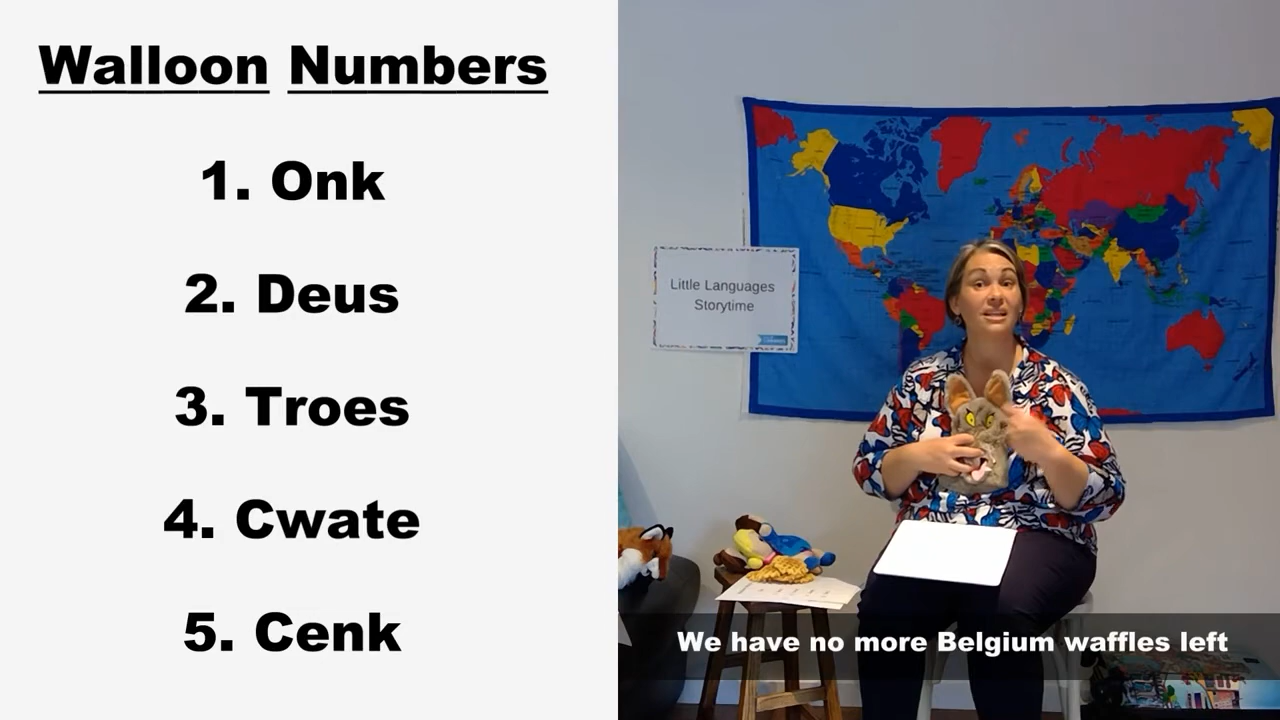 Walloon Numbers
1. Onk
2. Deus
3. Troes
4. Cwate
5. Cenk
Little Languages
Storytime
We have no more Belgium waffles left